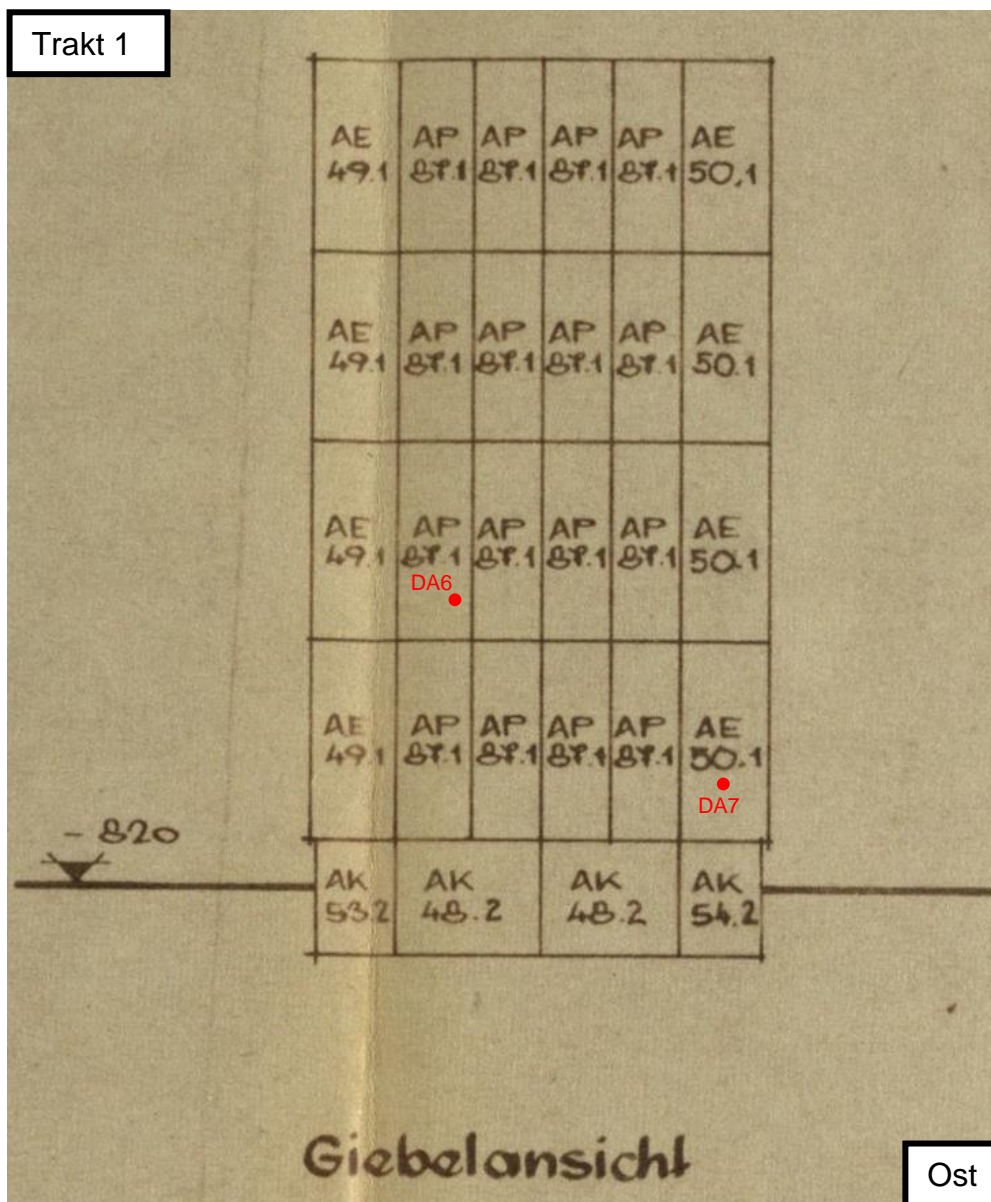 Trakt 1
AE AP AP AP AP AE
49.1 87.1 87.1 87.1 87.1 50.1
AE AP AP AP AP AE
49.1 87.1 87.1 87.1 87.1 50.1
AE AP AP AP AP AE
49.1 87.1 87.1 87.1 87.1 50.1
DA6
AE AP AP AP AP AE
49.1 87.1 87.1 87.1 87.1 50.1
DA7
- 820
AK AK AK AK
53.2 48.2 48.2 54.2
Giebelansicht
Ost